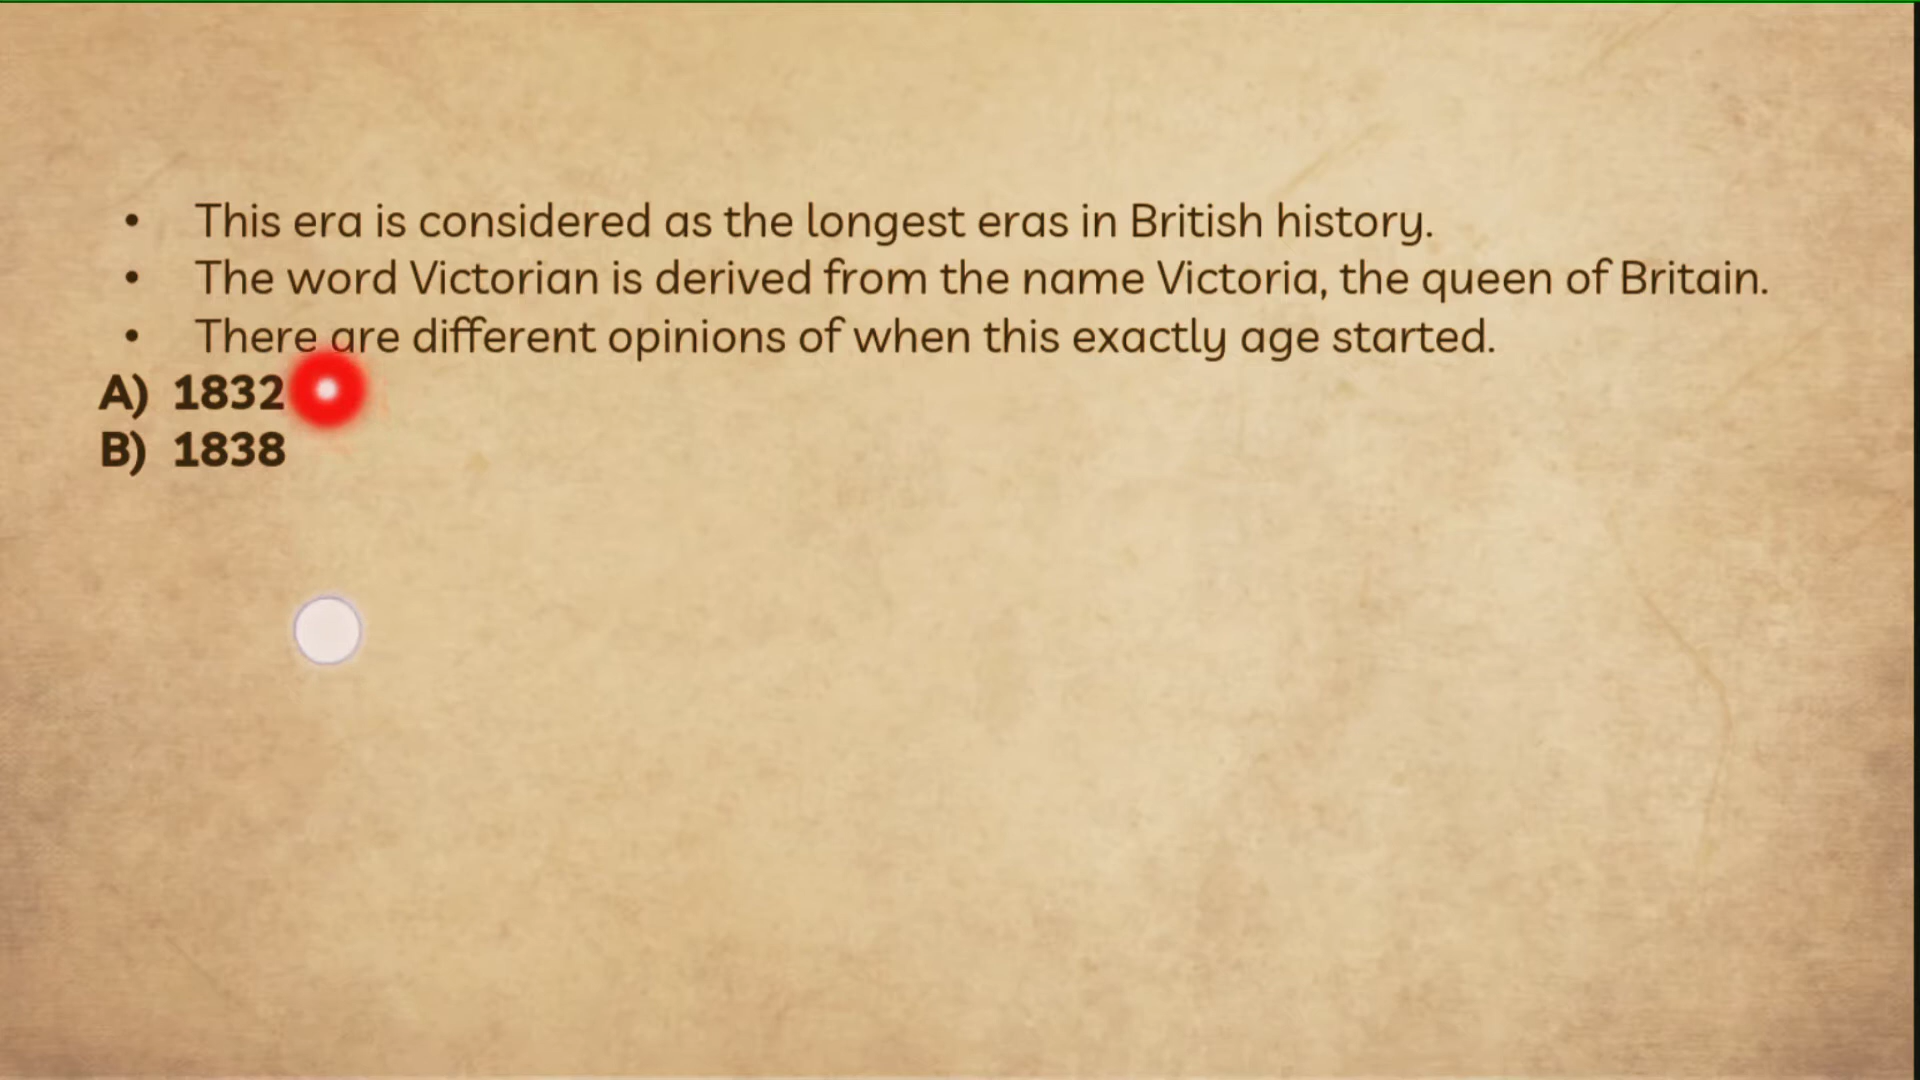 • This era is considered as the longest eras in British history.
• The word Victorian is derived from the name Victoria, the queen of Britain.
• There are different opinions of when this exactly age started.
A) 1832
B) 1838